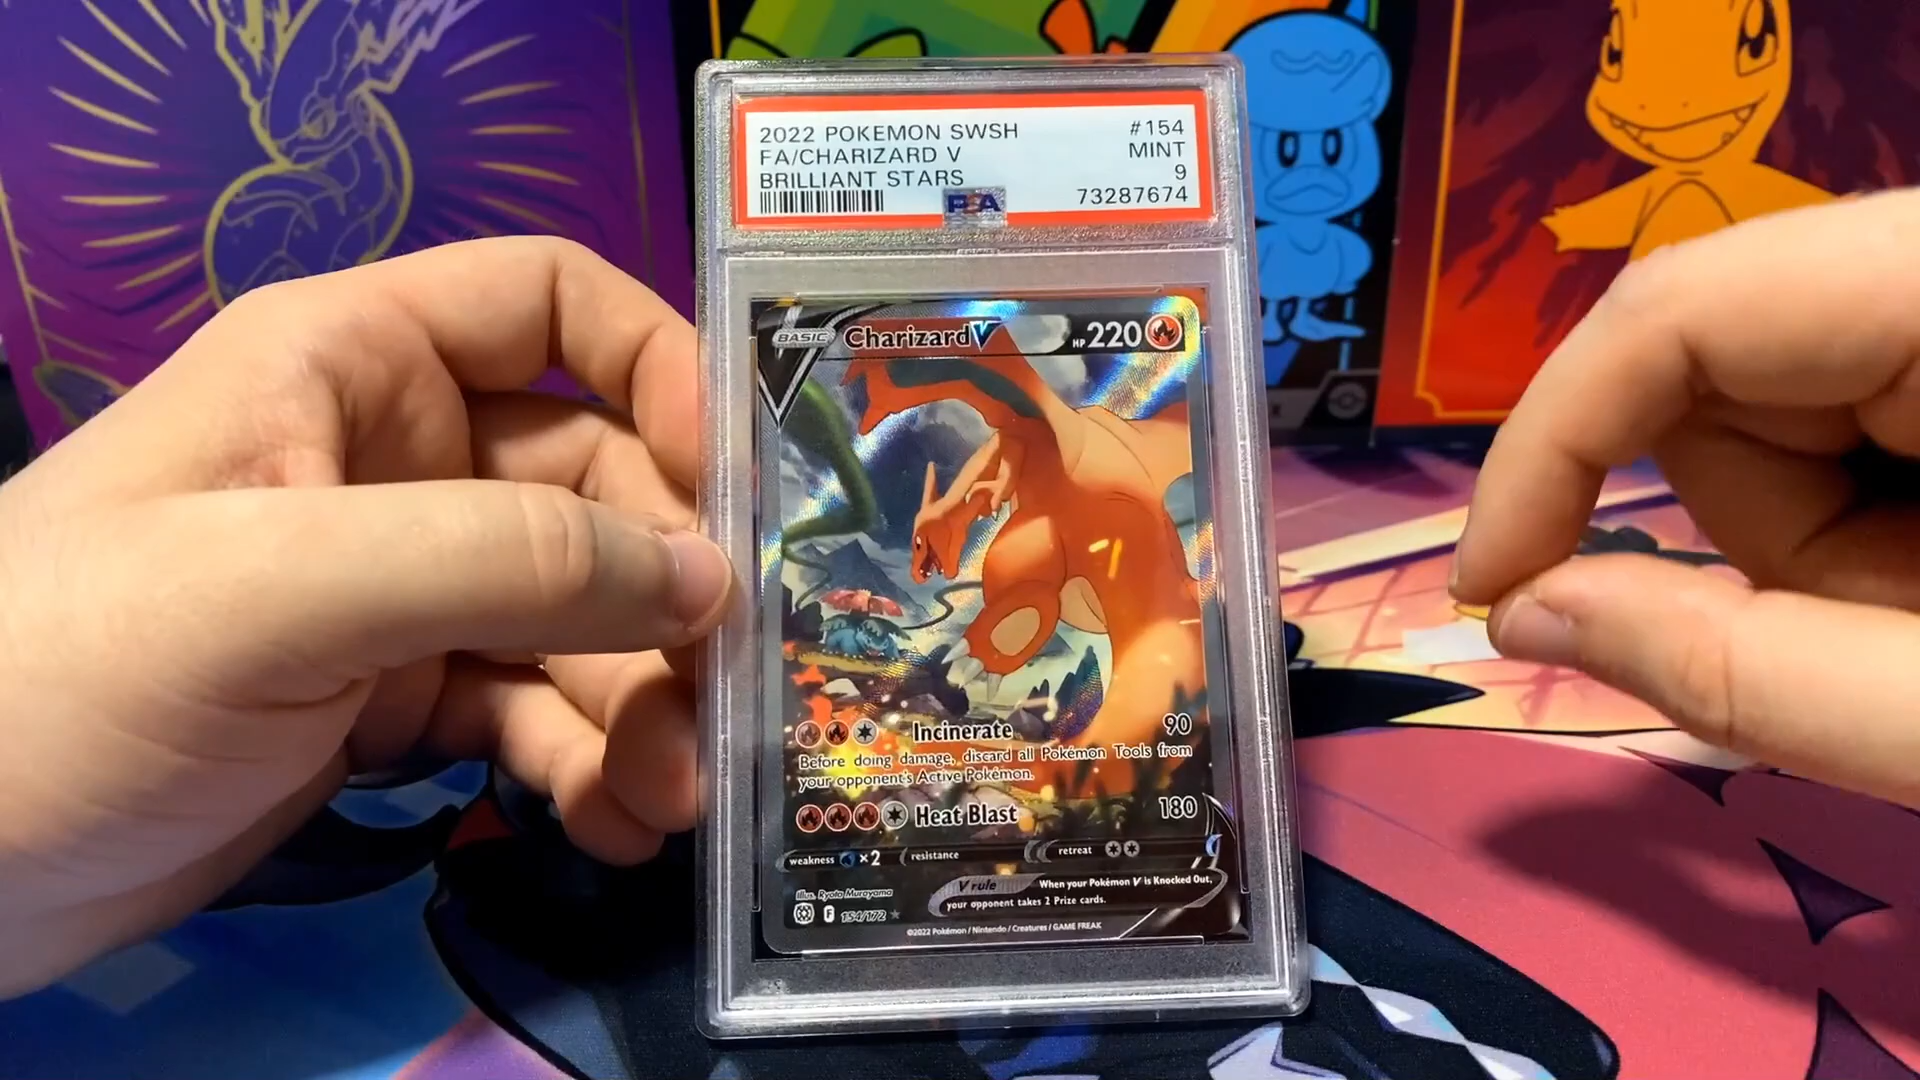 2022 POKEMON SWSH #154
FA/CHARIZARD V MINT
BRILLIANT STARS 9
PSA 73287674
BASIC Charizard V HP 220
Incinerate 90
Before doing damage, discard all Pokémon Tools from
your opponent's Active Pokémon.
Heat Blast 180
weakness ×2 resistance retreat
V rule When your Pokémon V is Knocked Out,
your opponent takes 2 Prize cards.
Illus. Ryota Murayama
F 154/172
©2022 Pokémon / Nintendo / Creatures / GAME FREAK